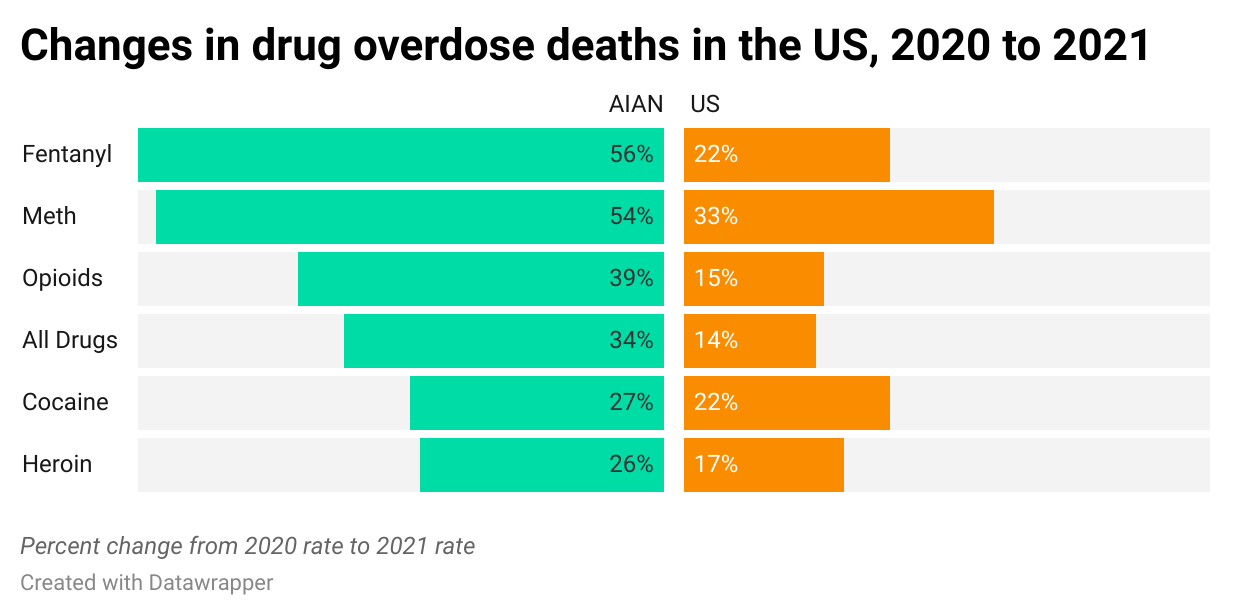 Changes in drug overdose deaths in the US, 2020 to 2021
AIAN US
Fentanyl 56% 22%
Meth 54% 33%
Opioids 39% 15%
All Drugs 34% 14%
Cocaine 27% 22%
Heroin 26% 17%
Percent change from 2020 rate to 2021 rate
Created with Datawrapper